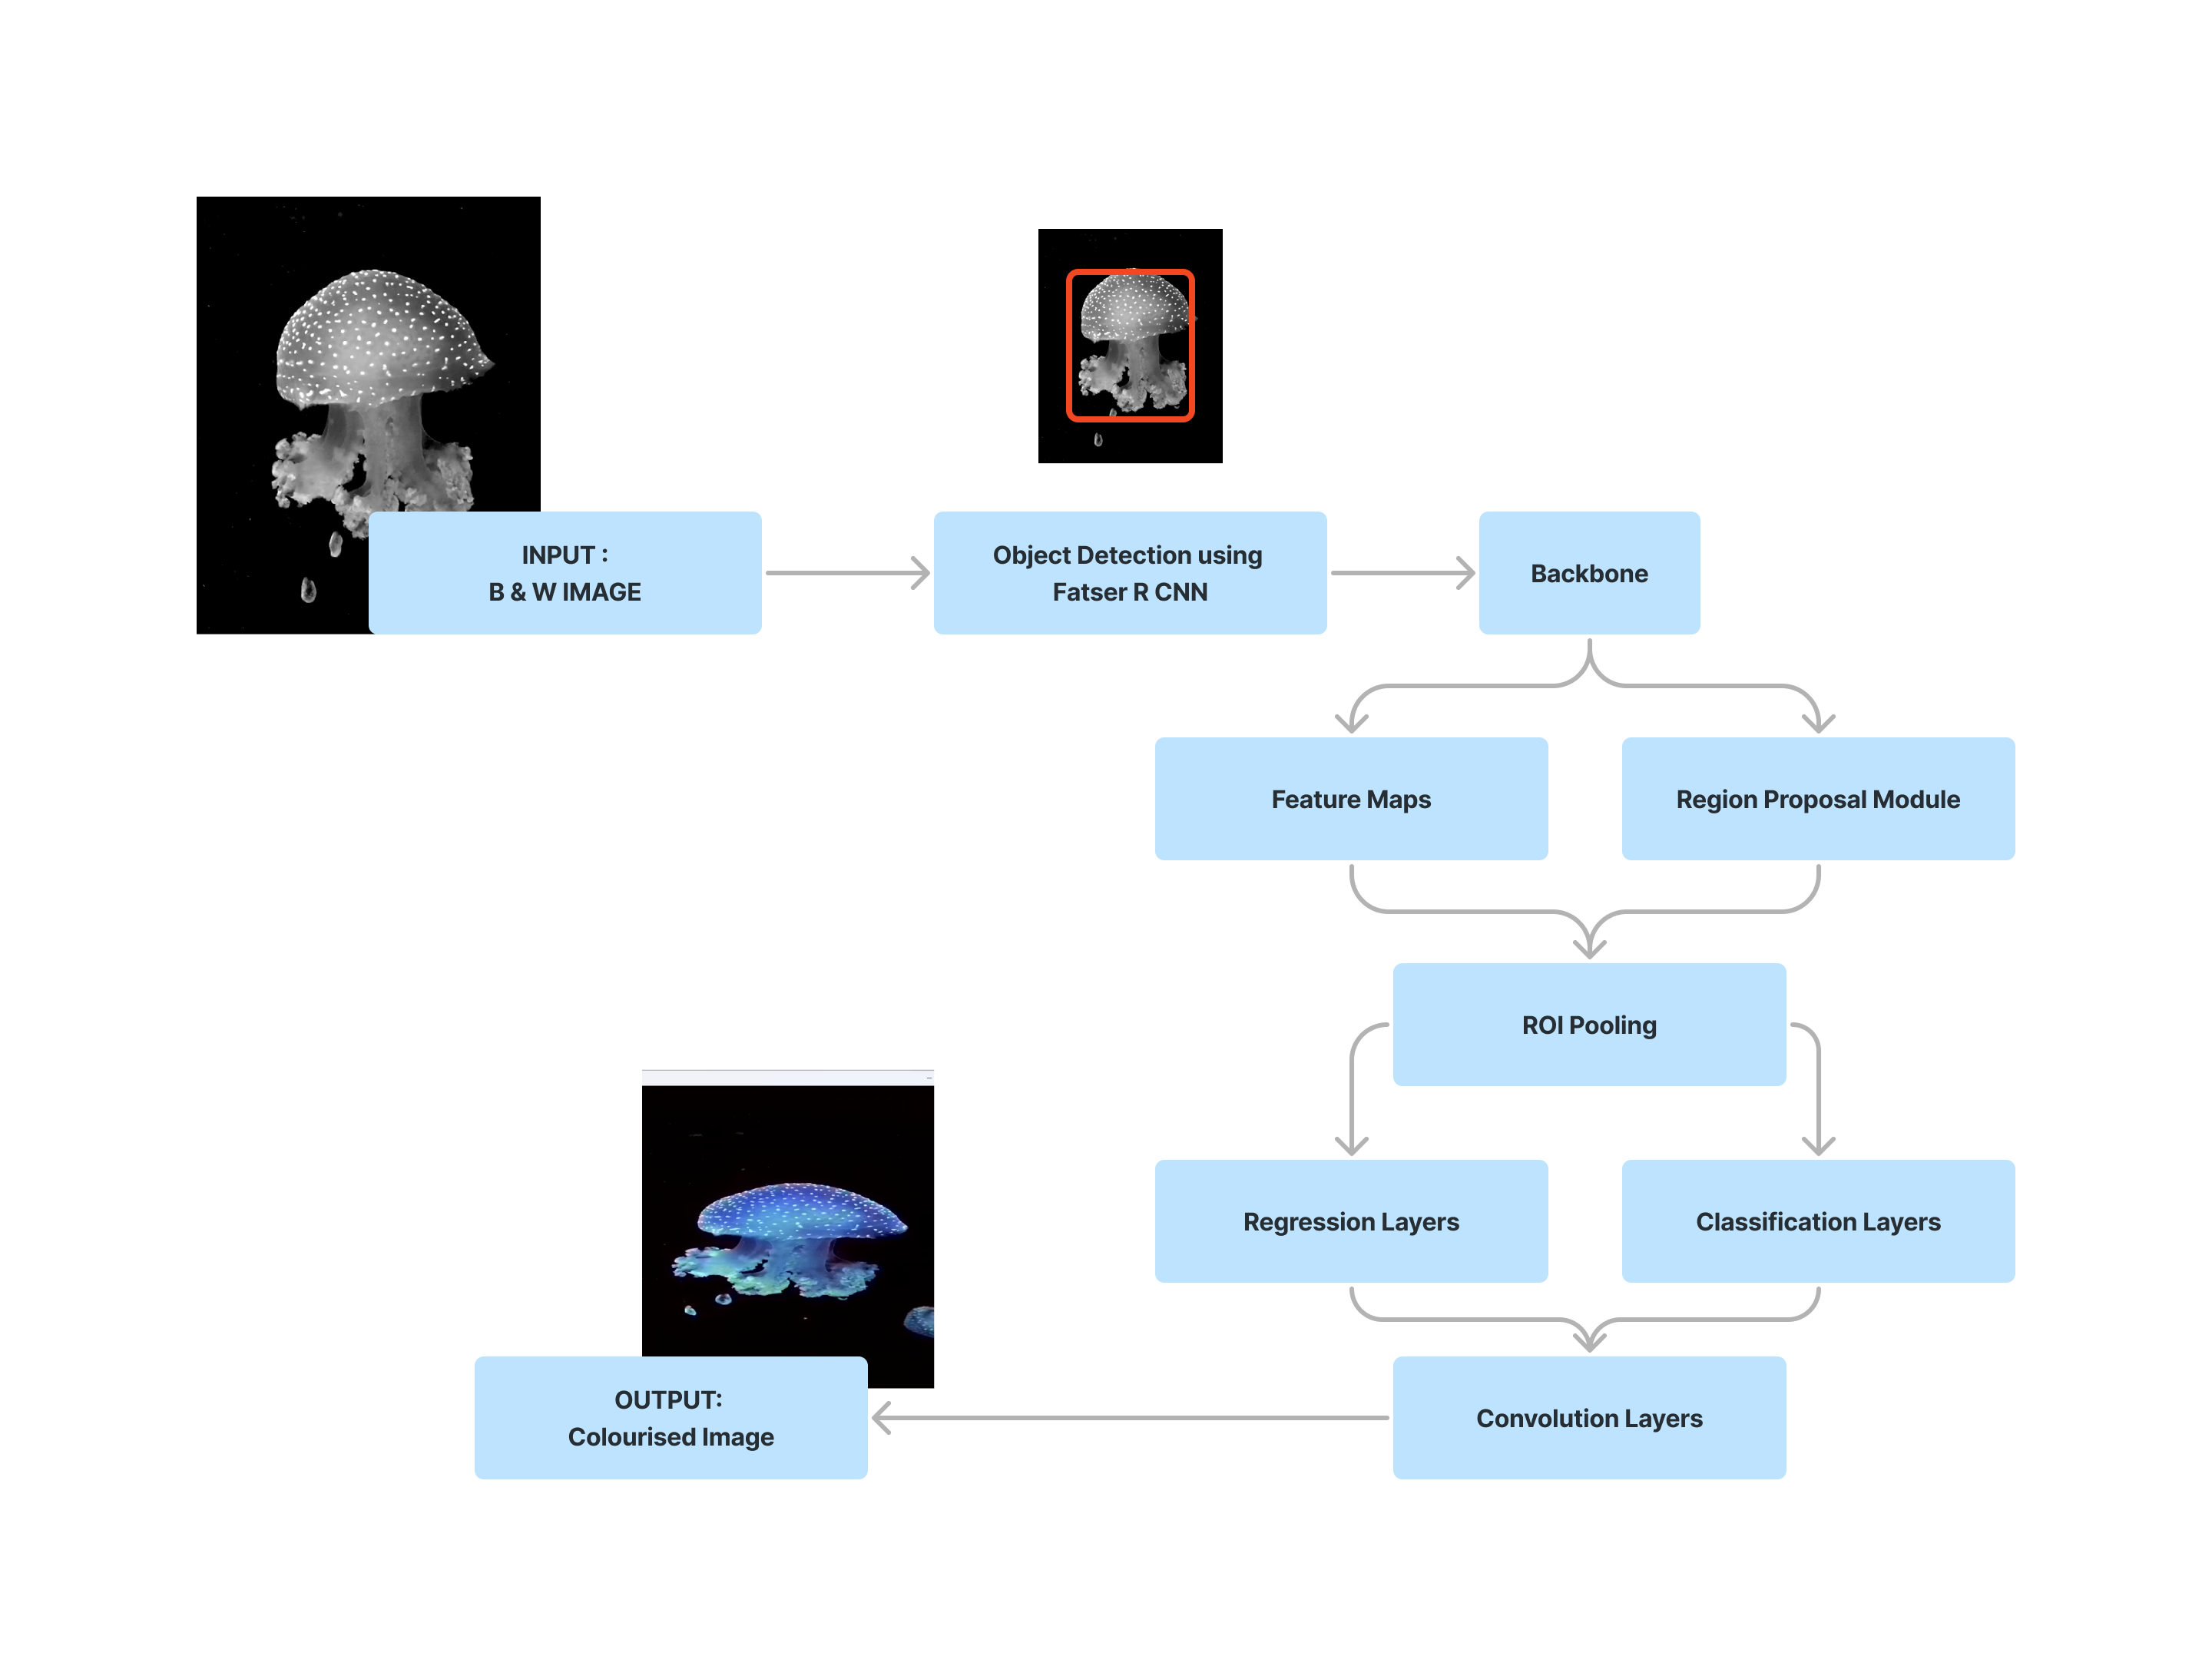 INPUT :
B & W IMAGE
Object Detection using
Fatser R CNN
Backbone
Feature Maps
Region Proposal Module
ROI Pooling
Regression Layers
Classification Layers
Convolution Layers
OUTPUT:
Colourised Image